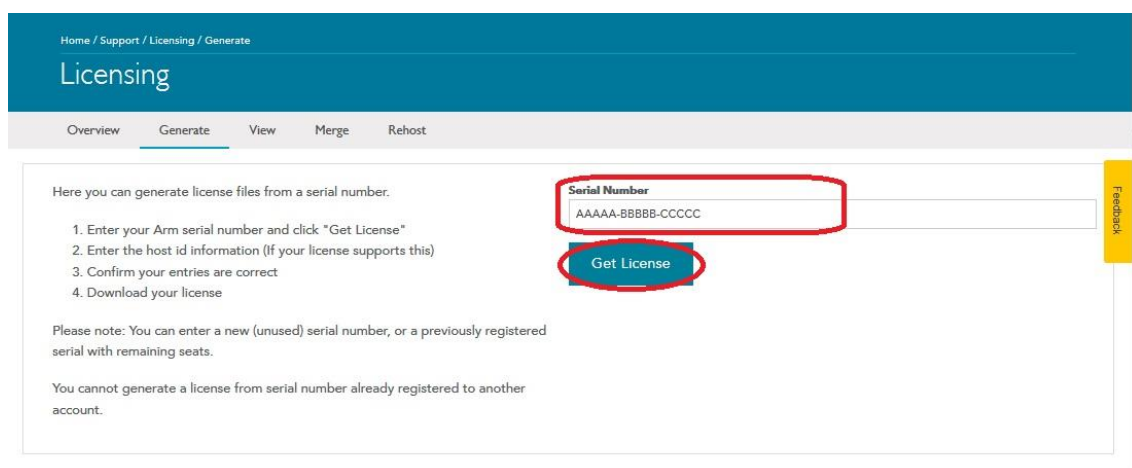 Home / Support / Licensing / Generate
Licensing
Overview Generate View Merge Rehost
Here you can generate license files from a serial number.
1. Enter your Arm serial number and click "Get License"
2. Enter the host id information (If your license supports this)
3. Confirm your entries are correct
4. Download your license
Please note: You can enter a new (unused) serial number, or a previously registered
serial with remaining seats.
You cannot generate a license from serial number already registered to another
account.
Serial Number
AAAAA-BBBBB-CCCCC
Get License
Feedback